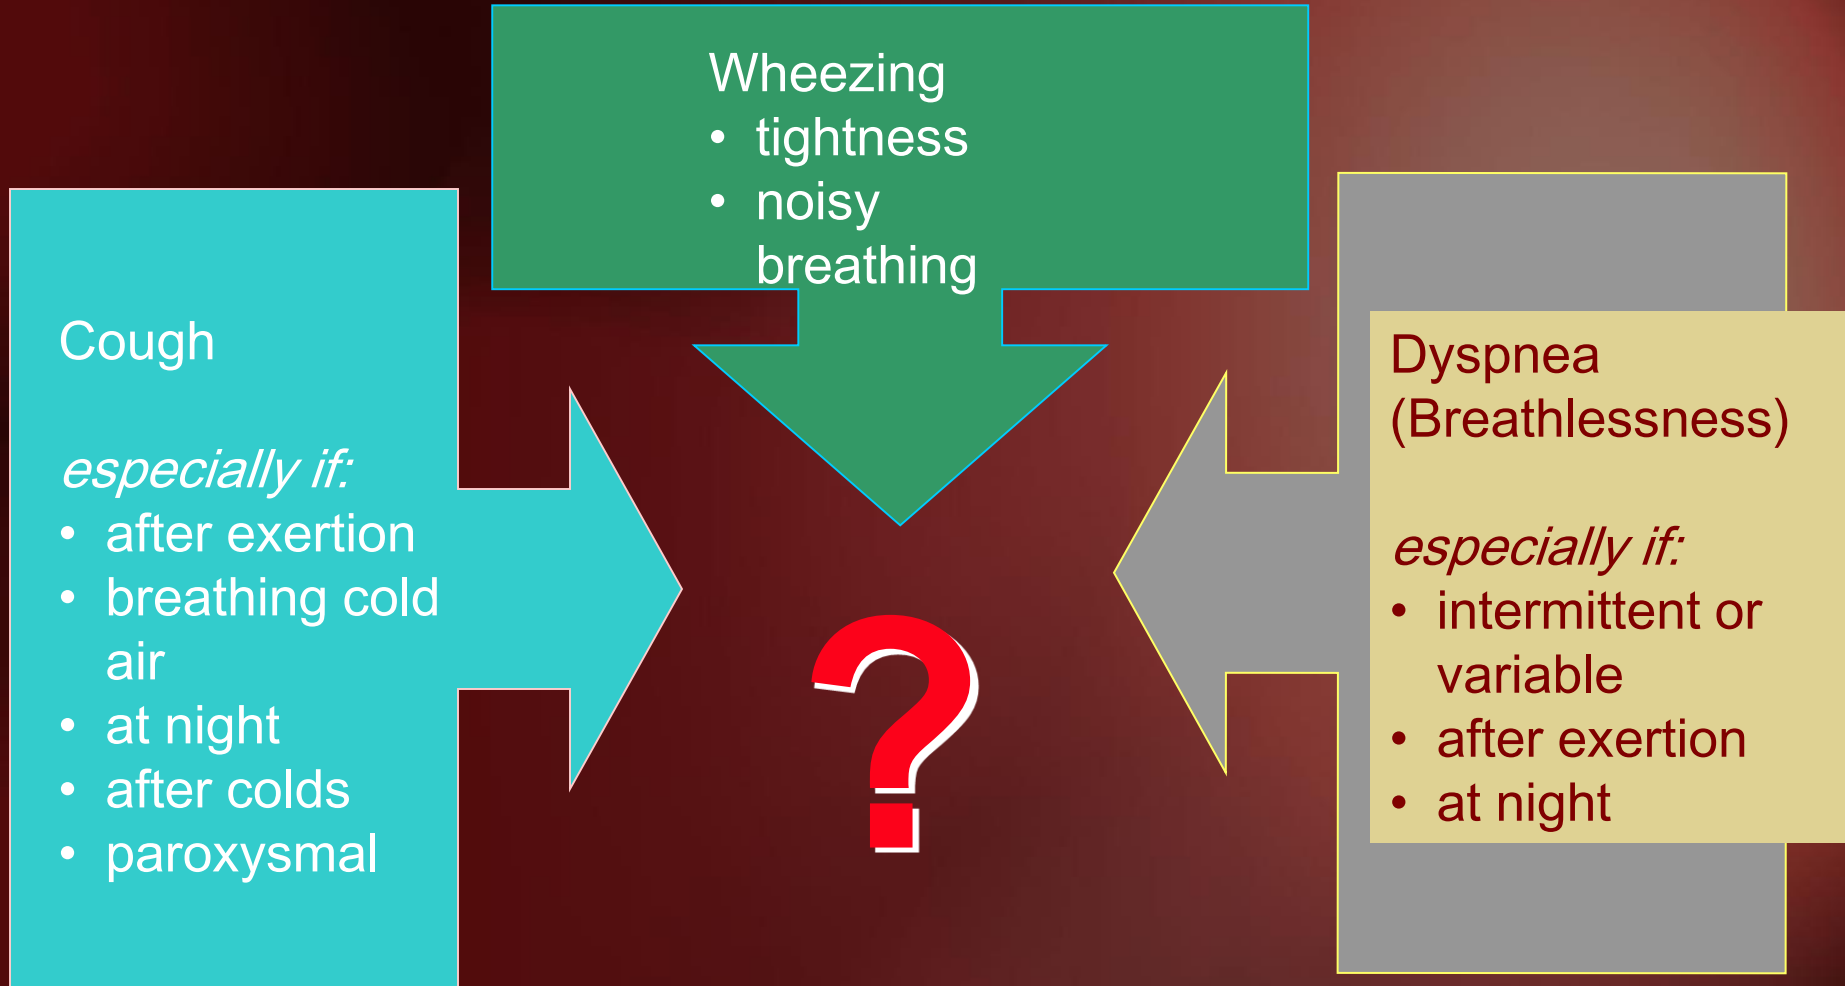 Wheezing
• tightness
• noisy
breathing
Cough
especially if:
• after exertion
• breathing cold
air
• at night
• after colds
• paroxysmal
?
Dyspnea
(Breathlessness)
especially if:
• intermittent or
variable
• after exertion
• at night